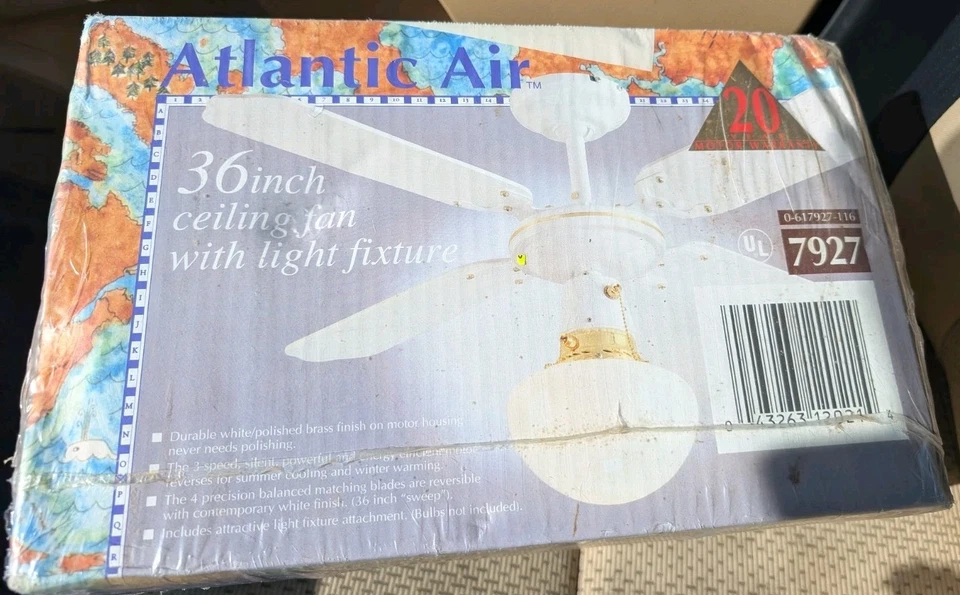 Atlantic Air™
36inch
ceiling fan
with light fixture
20
0-617927-116
UL
7927
■ Durable white/polished brass finish on motor housing
never needs polishing.
■ The 3-speed, silent, powerful and energy
reverses for summer cooling and winter warming.
■ The 4 precision balanced matching blades are reversible
with contemporary white finish, (36 inch "sweep").
■ Includes attractive light fixture attachment. (Bulbs not included).